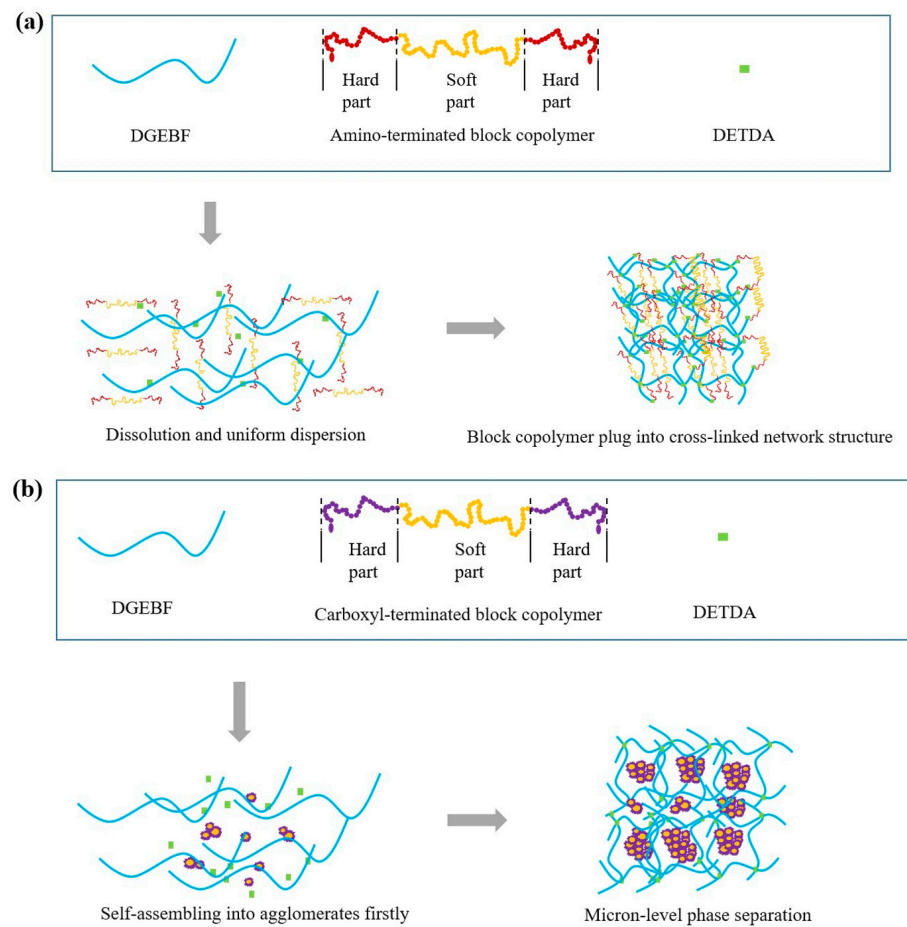 (a)
Hard part
Soft part
Hard part
DGEBF
Amino-terminated block copolymer
DETDA
Dissolution and uniform dispersion
Block copolymer plug into cross-linked network structure
(b)
Hard part
Soft part
Hard part
DGEBF
Carboxyl-terminated block copolymer
DETDA
Self-assembling into agglomerates firstly
Micron-level phase separation